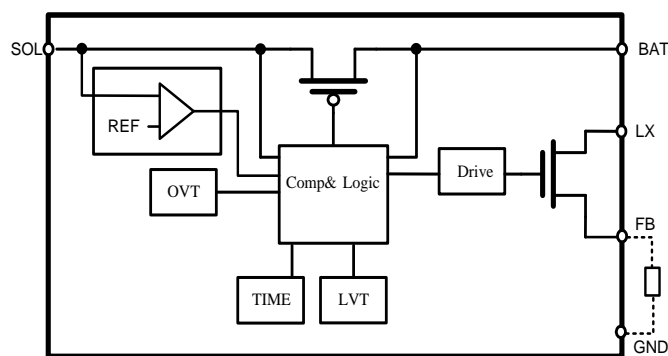 SOL
BAT
LX
REF
Comp& Logic
Drive
OVT
FB
TIME
LVT
GND